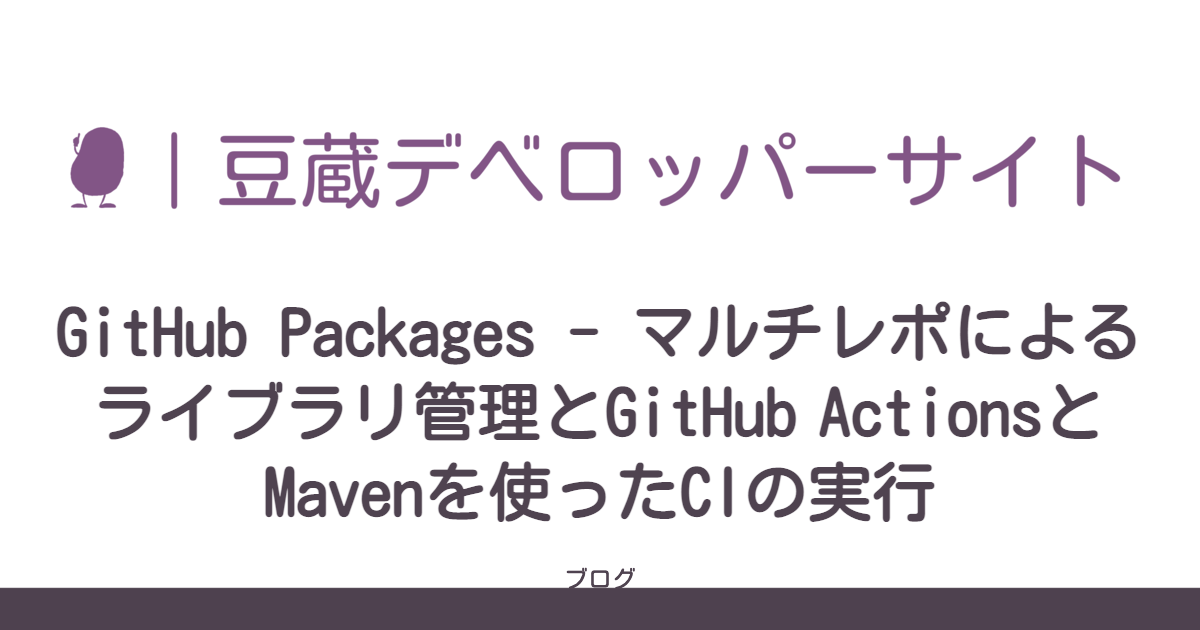 ｜豆蔵デベロッパーサイト
GitHub Packages - マルチレポによる
ライブラリ管理とGitHub Actionsと
Mavenを使ったCIの実行
ブログ